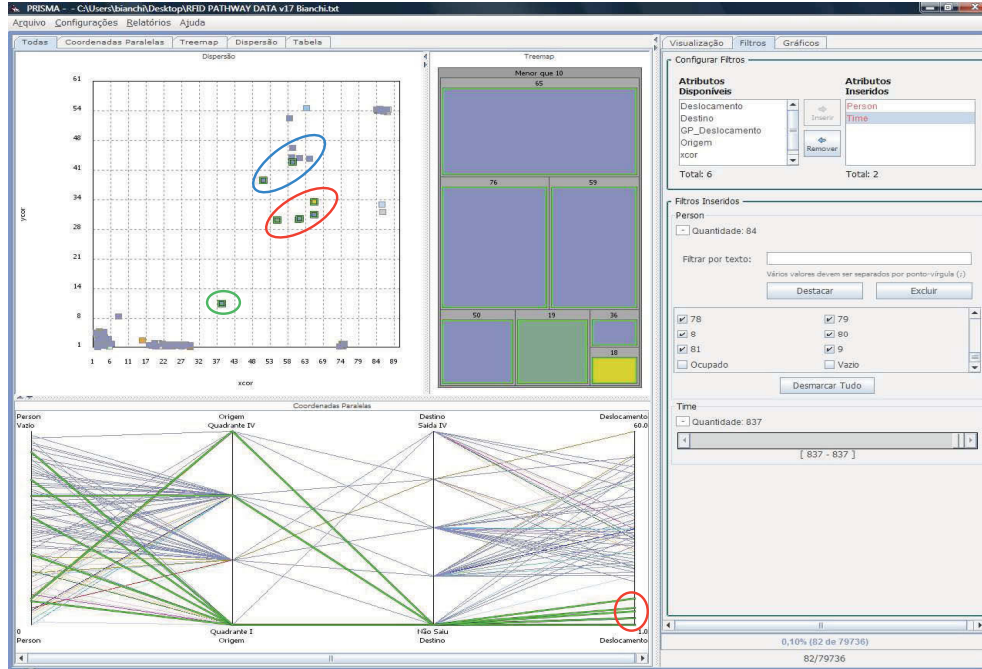 PRISMA - - C:\Users\bianchi\Desktop\RFID PATHWAY DATA v17 Bianchi.txt
Arquivo Configurações Relatórios Ajuda
Todas Coordenadas Paralelas Treemap Dispersão Tabela
Dispersão
61
54
48
41
34
28
21
14
8
1
ycor
1 6 11 17 22 27 32 37 43 48 53 58 63 68 74 79 84 89
xcor
Treemap
Menor que 10
65
76 59
50 19 36
18
Coordenadas Paralelas
Person Origem Destino Deslocamento
Vazio Quadrante IV Saída IV 60.0
0 Quadrante I Não Saiu 1.0
Person Origem Destino Deslocamento
Visualização Filtros Gráficos
Configurar Filtros
Atributos Disponíveis
Atributos Inseridos
Deslocamento
Destino
GP_Deslocamento
Origem
xcor
Inserir
Remover
Person
Time
Total: 6 Total: 2
Filtros Inseridos
Person
- Quantidade: 84
Filtrar por texto:
Vários valores devem ser separados por ponto-vírgula (;)
Destacar Excluir
78 79
8 80
81 9
Ocupado Vazio
Desmarcar Tudo
Time
- Quantidade: 837
[ 837 - 837 ]
0,10% (82 de 79736)
82/79736